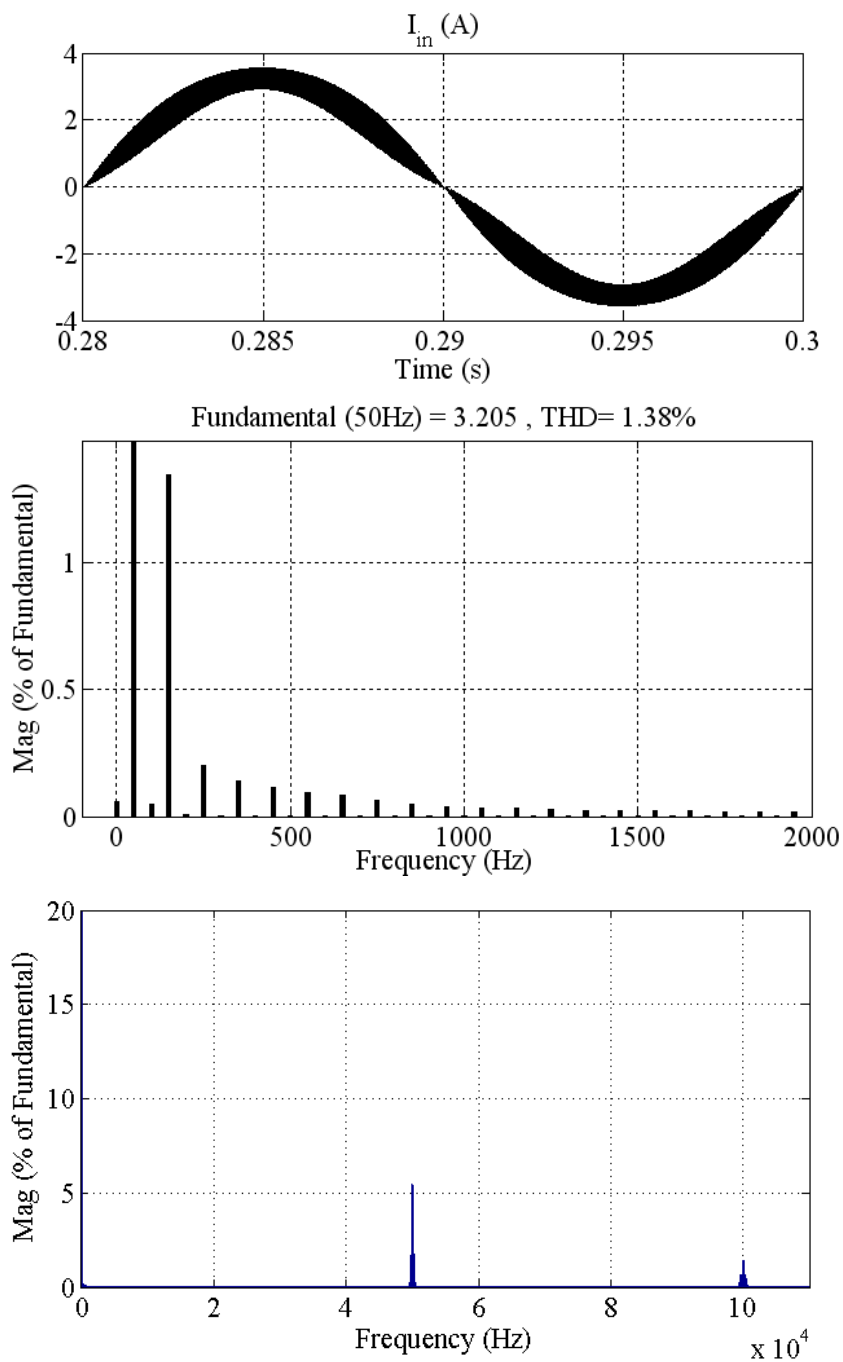 I_in (A)
4
2
0
-2
-4
0.28 0.285 0.29 0.295 0.3
Time (s)
Fundamental (50Hz) = 3.205 , THD= 1.38%
Mag (% of Fundamental)
1
0.5
0
0 500 1000 1500 2000
Frequency (Hz)
Mag (% of Fundamental)
20
15
10
5
0
0 2 4 6 8 10
Frequency (Hz)
x 10^4